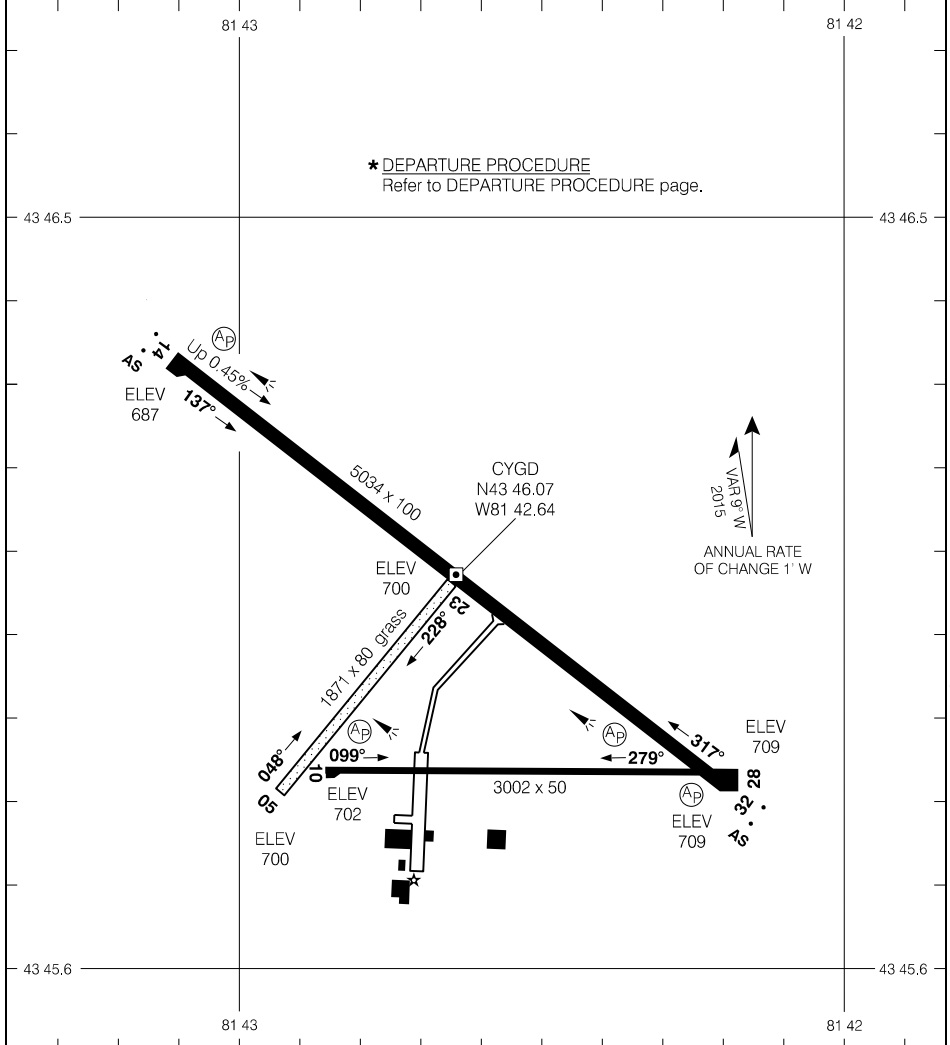 81 43
81 42
* DEPARTURE PROCEDURE
Refer to DEPARTURE PROCEDURE page.
43 46.5
43 46.5
AP
14
AS
Up 0.45%
ELEV
687
137°
5034 x 100
CYGD
N43 46.07
W81 42.64
VAR 9° W
2015
ANNUAL RATE
OF CHANGE 1' W
ELEV
700
23
228°
1871 x 80 grass
048°
05
ELEV
700
AP
099°
10
ELEV
702
3002 x 50
AP
279°
317°
ELEV
709
28
32
AS
AP
ELEV
709
43 45.6
43 45.6
81 43
81 42